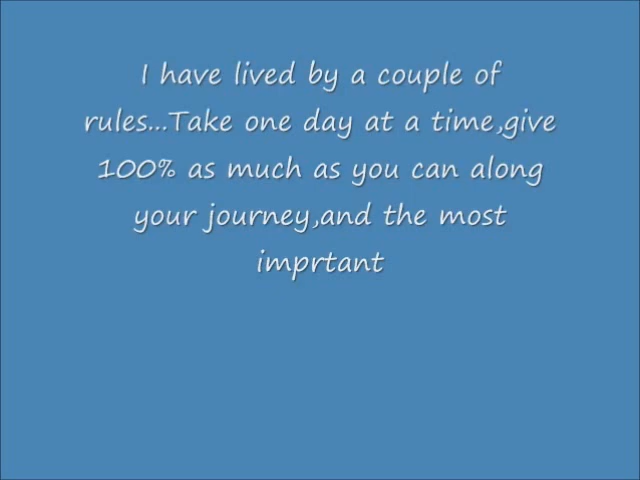 I have lived by a couple of
rules...Take one day at a time,give
100% as much as you can along
your journey,and the most
imprtant